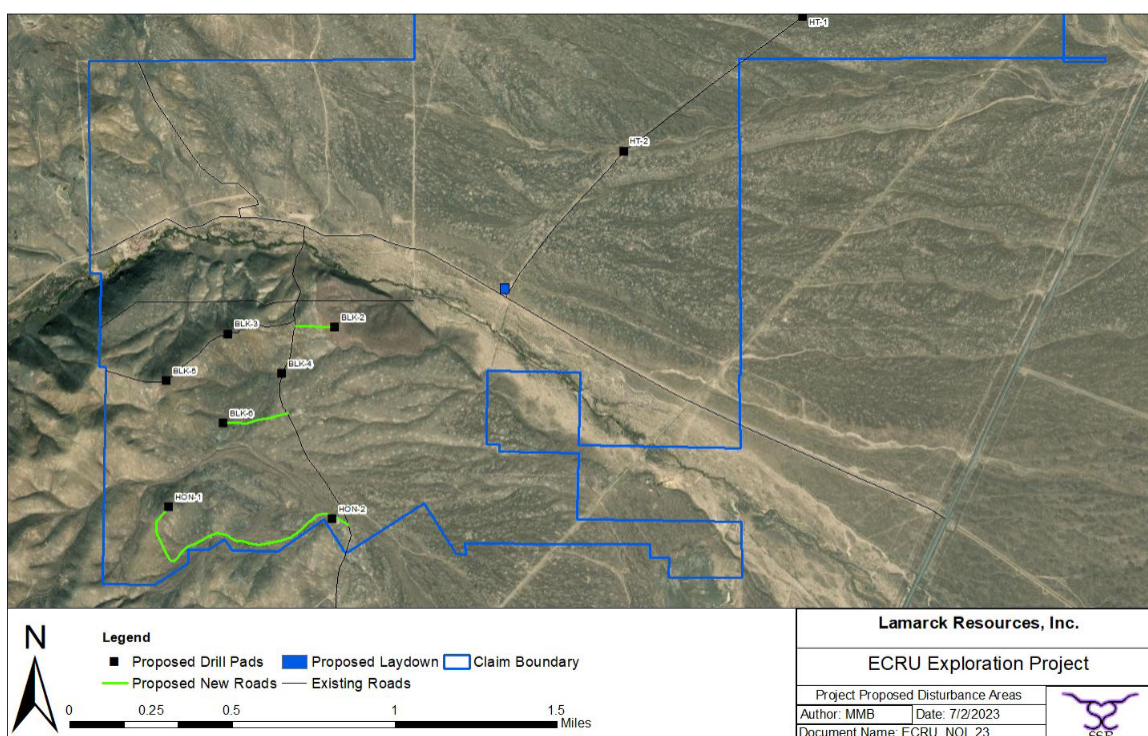 HT-1
HT-2
BLK-3
BLK-2
BLK-5
BLK-4
BLK-6
HON-1
HON-2
N
Legend
Proposed Drill Pads Proposed Laydown Claim Boundary
Proposed New Roads Existing Roads
0 0.25 0.5 1 1.5
Miles
Lamarck Resources, Inc.
ECRU Exploration Project
Project Proposed Disturbance Areas
Author: MMB Date: 7/2/2023
Document Name: ECRU_NOI_23